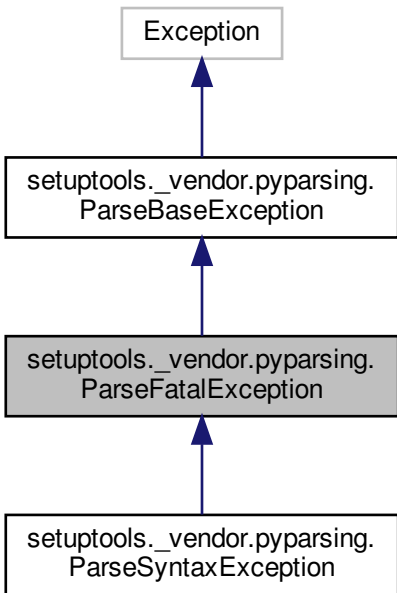 Exception
setuptools._vendor.pyparsing.
ParseBaseException
setuptools._vendor.pyparsing.
ParseFatalException
setuptools._vendor.pyparsing.
ParseSyntaxException